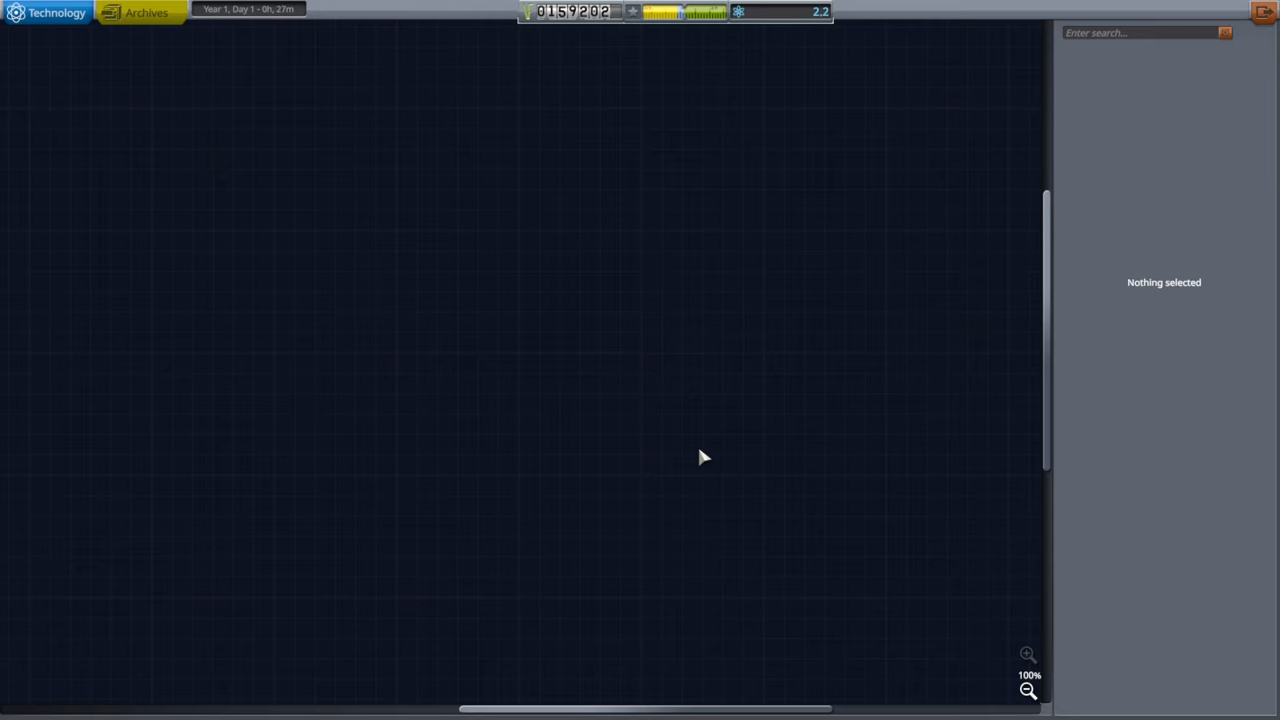 Technology
Archives
Year 1, Day 1 - 0h, 27m
0159202
2.2
Enter search...
Nothing selected
100%